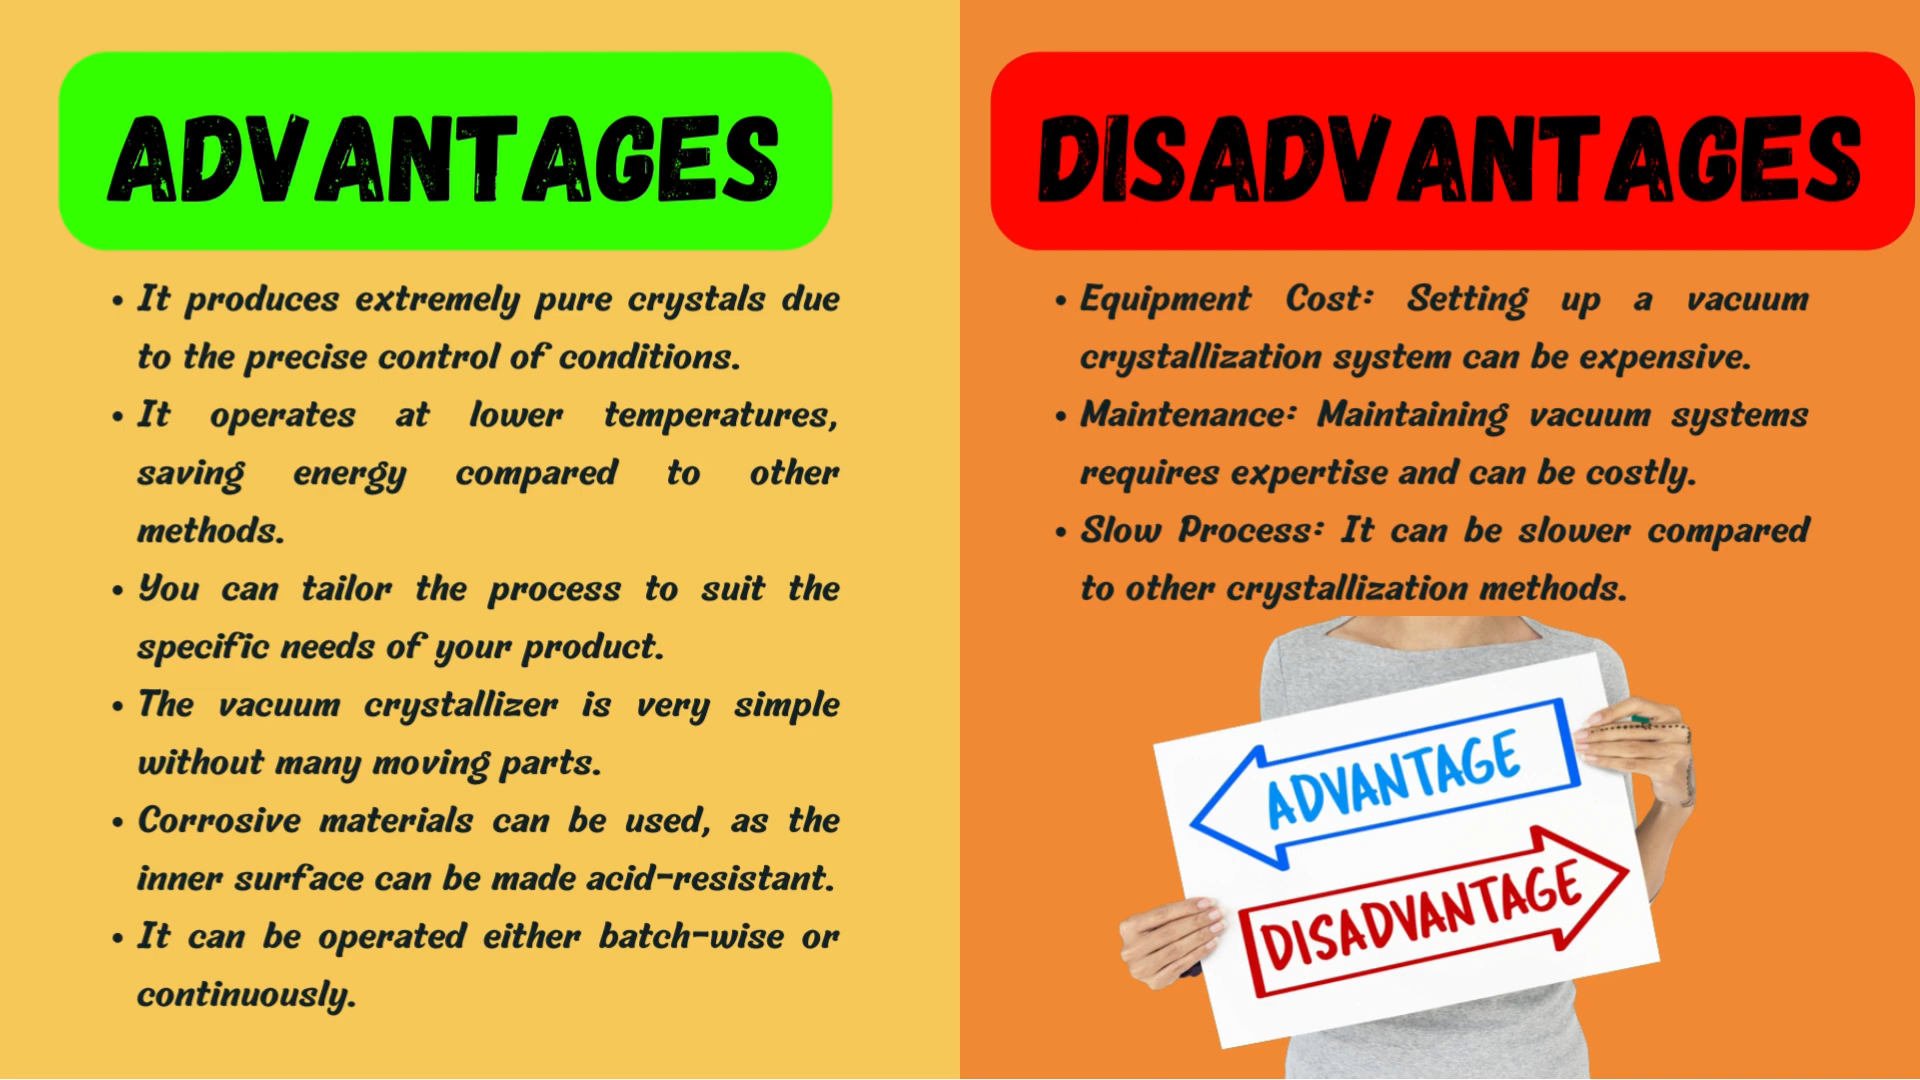 ADVANTAGES
• It produces extremely pure crystals due
to the precise control of conditions.
• It operates at lower temperatures,
saving energy compared to other
methods.
• You can tailor the process to suit the
specific needs of your product.
• The vacuum crystallizer is very simple
without many moving parts.
• Corrosive materials can be used, as the
inner surface can be made acid-resistant.
• It can be operated either batch-wise or
continuously.
DISADVANTAGES
• Equipment Cost: Setting up a vacuum
crystallization system can be expensive.
• Maintenance: Maintaining vacuum systems
requires expertise and can be costly.
• Slow Process: It can be slower compared
to other crystallization methods.
ADVANTAGE
DISADVANTAGE